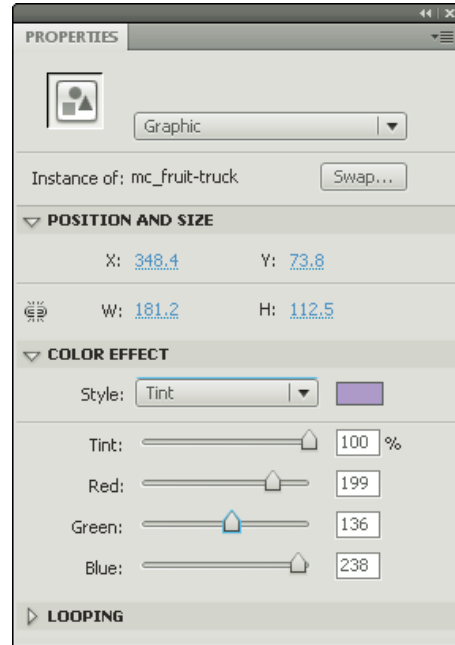 PROPERTIES
Graphic
Instance of: mc_fruit-truck Swap...
POSITION AND SIZE
X: 348.4 Y: 73.8
W: 181.2 H: 112.5
COLOR EFFECT
Style: Tint
Tint: 100 %
Red: 199
Green: 136
Blue: 238
LOOPING